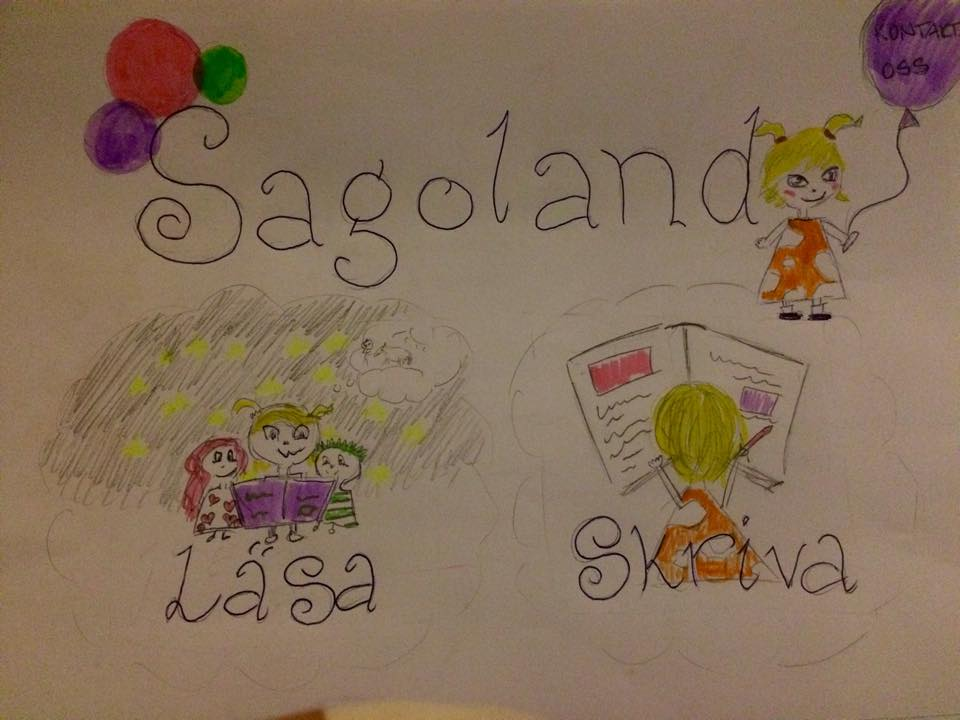 KONTAKT
OSS
Sagoland
Läsa
Skriva